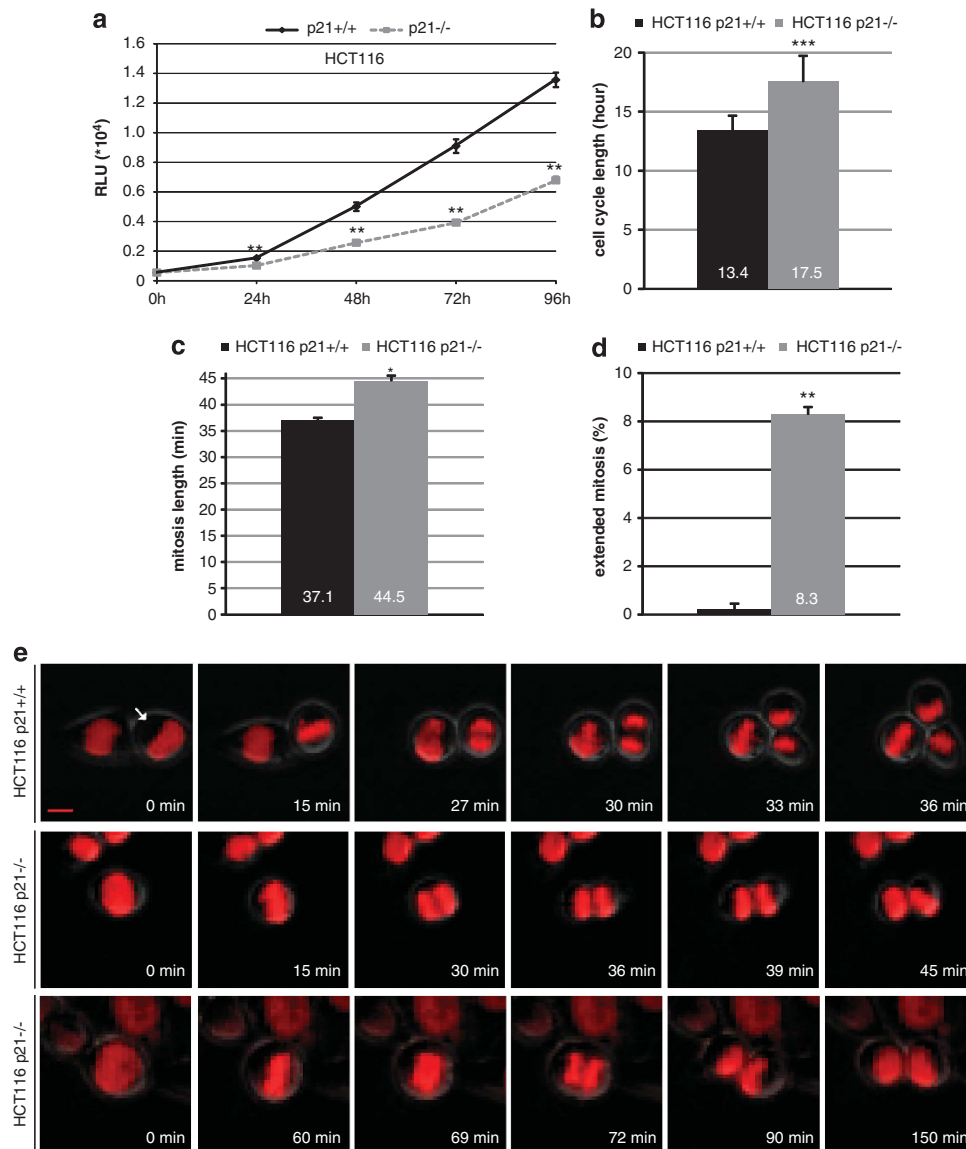 a
p21+/+ p21-/-
HCT116
RLU (*10⁴)
1.6
1.4
1.2
1.0
0.8
0.6
0.4
0.2
0
** ** ** **
0h 24h 48h 72h 96h
b
HCT116 p21+/+ HCT116 p21-/-
cell cycle length (hour)
20
15
10
5
0
***
13.4 17.5
c
HCT116 p21+/+ HCT116 p21-/-
mitosis length (min)
45
40
35
30
25
20
15
10
5
0
*
37.1 44.5
d
HCT116 p21+/+ HCT116 p21-/-
extended mitosis (%)
10
8
6
4
2
0
**
8.3
e
HCT116 p21+/+
0 min 15 min 27 min 30 min 33 min 36 min
HCT116 p21-/-
0 min 15 min 30 min 36 min 39 min 45 min
HCT116 p21-/-
0 min 60 min 69 min 72 min 90 min 150 min